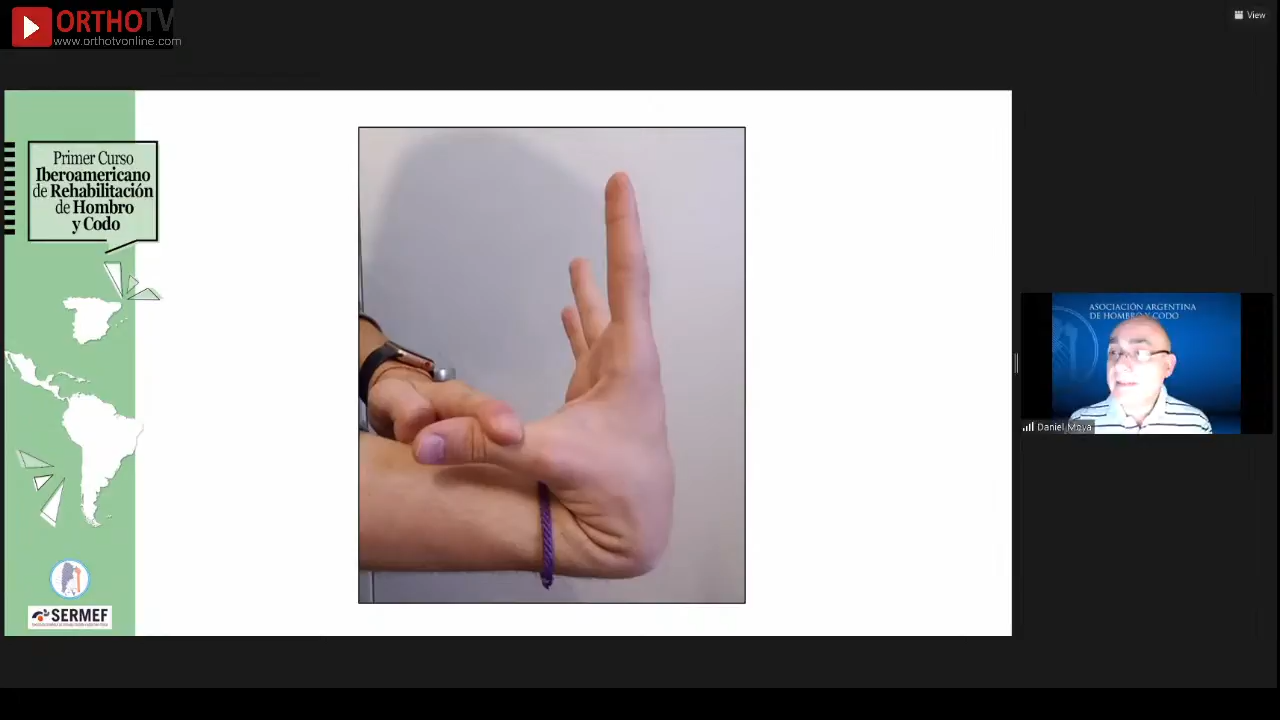 ORTHOTV
www.orthotvonline.com
View
Primer Curso
Iberoamericano
de Rehabilitación
de Hombro
y Codo
ASOCIACIÓN ARGENTINA
DE HOMBRO Y CODO
Daniel Moya
SERMEF